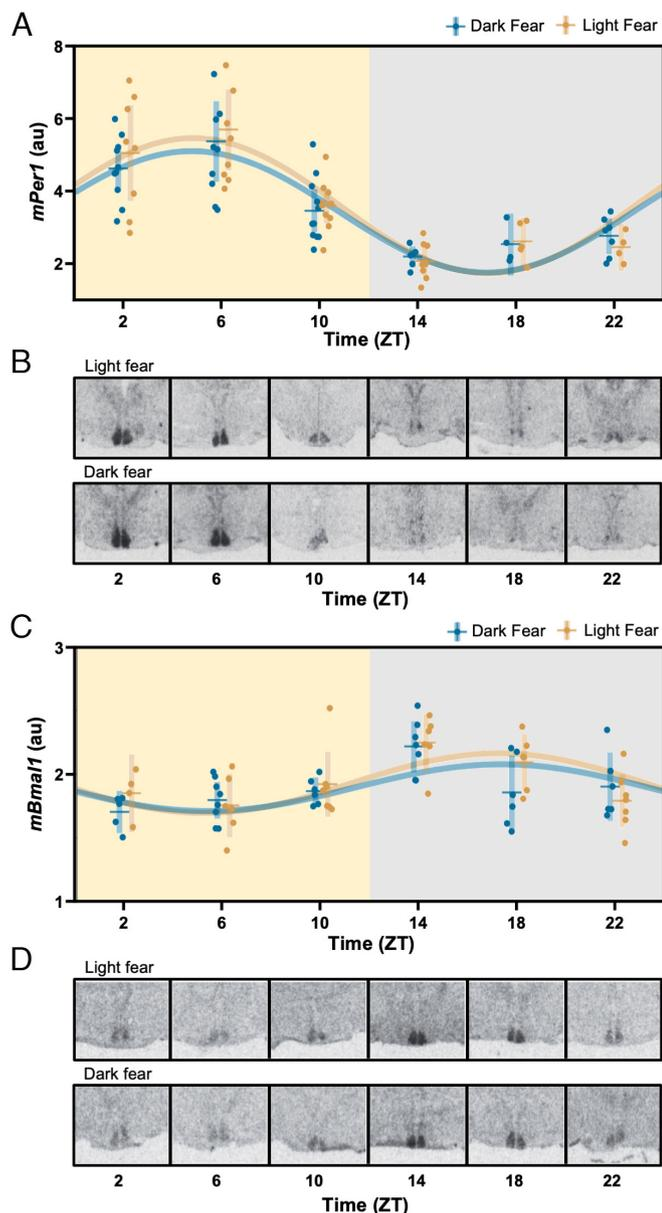 A
Dark Fear Light Fear
8
6
4
2
mPer1 (au)
2 6 10 14 18 22
Time (ZT)
B
Light fear
Dark fear
2 6 10 14 18 22
Time (ZT)
C
Dark Fear Light Fear
3
2
1
mBmal1 (au)
2 6 10 14 18 22
Time (ZT)
D
Light fear
Dark fear
2 6 10 14 18 22
Time (ZT)